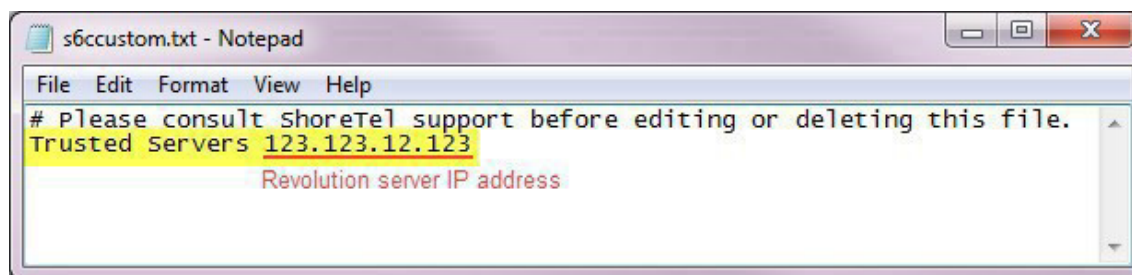 s6ccustom.txt - Notepad
File Edit Format View Help
# Please consult ShoreTel support before editing or deleting this file.
Trusted Servers 123.123.12.123
Revolution server IP address